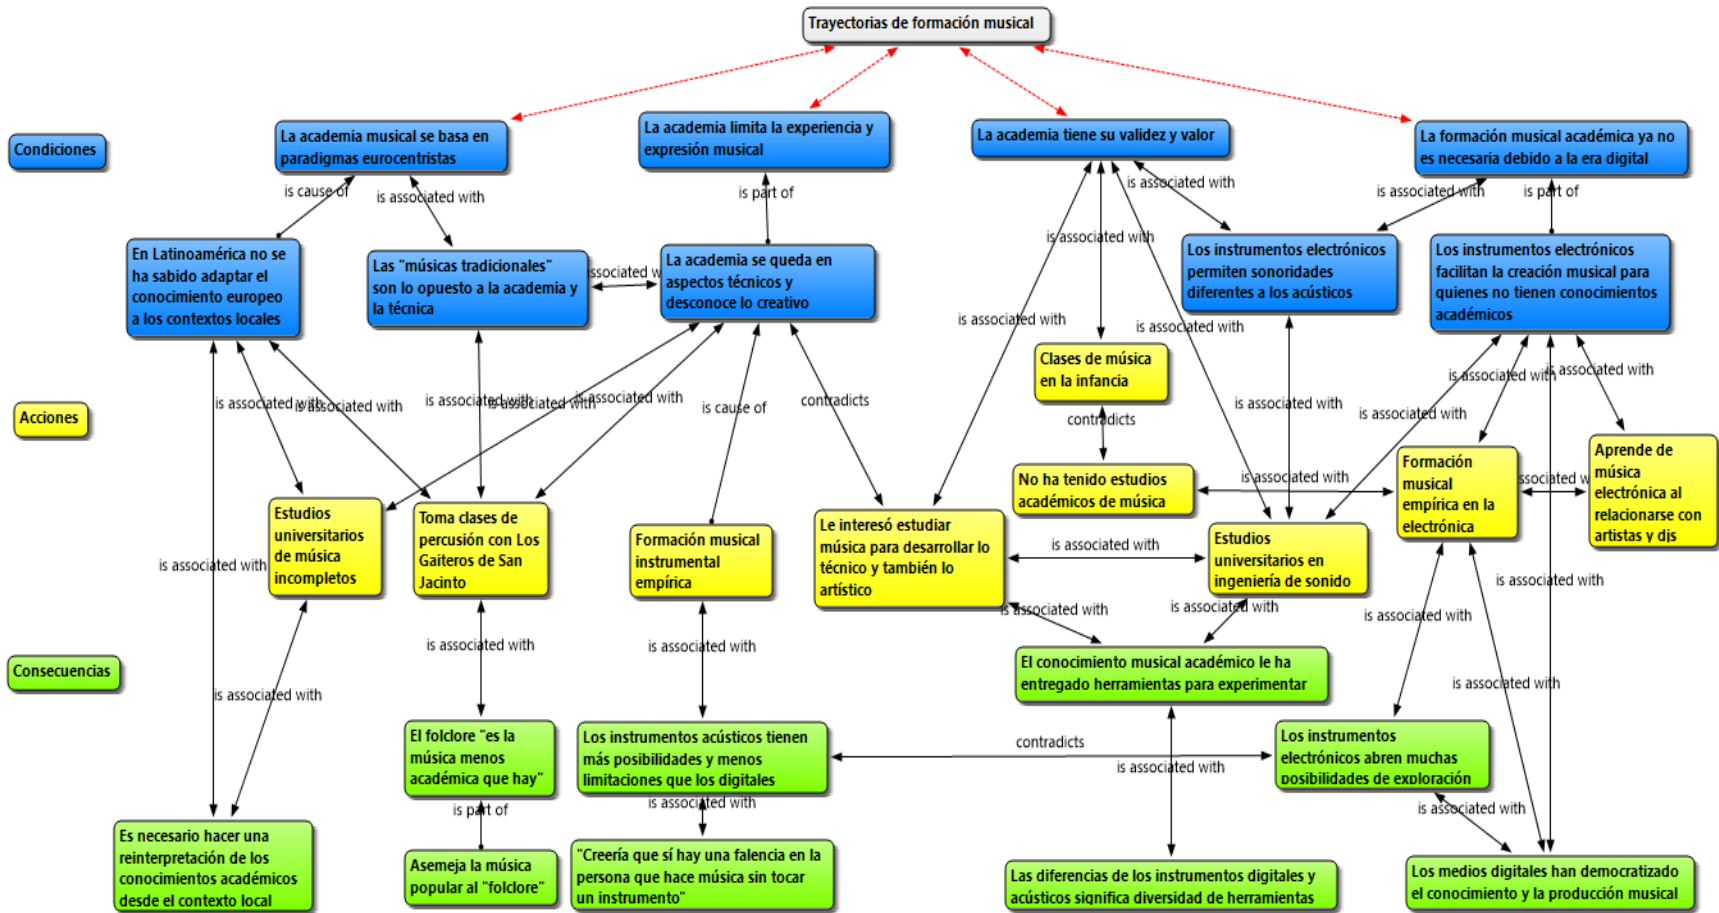 Trayectorias de formación musical
Condiciones
La academia musical se basa en
paradigmas eurocentristas
La academia limita la experiencia y
expresión musical
La academia tiene su validez y valor
La formación musical académica ya no
es necesaria debido a la era digital
is cause of
is associated with
is part of
is associated with
is associated with
is part of
is associated with
En Latinoamérica no se
ha sabido adaptar el
conocimiento europeo
a los contextos locales
Las "músicas tradicionales"
son lo opuesto a la academia y
la técnica
associated w
La academia se queda en
aspectos técnicos y
desconoce lo creativo
Los instrumentos electrónicos
permiten sonoridades
diferentes a los acústicos
Los instrumentos electrónicos
facilitan la creación musical para
quienes no tienen conocimientos
académicos
is associated with
is associated with
Acciones
Clases de música
en la infancia
contradicts
is associated with
is associated with
is associated with
is associated with
is associated with
is cause of
contradicts
is associated with
is associated with
is associated with
No ha tenido estudios
académicos de música
is associated with
Formación
musical
empírica en la
electrónica
associated w
Aprende de
música
electrónica al
relacionarse con
artistas y djs
Estudios
universitarios
de música
incompletos
Toma clases de
percusión con Los
Gaiteros de San
Jacinto
Formación musical
instrumental
empírica
Le interesó estudiar
música para desarrollar lo
técnico y también lo
artístico
is associated with
Estudios
universitarios en
ingeniería de sonido
is associated with
is associated with
is associated with
is associated with
is associated with
is associated with
is associated with
Consecuencias
is associated with
El conocimiento musical académico le ha
entregado herramientas para experimentar
is associated with
El folclore "es la
música menos
académica que hay"
Los instrumentos acústicos tienen
más posibilidades y menos
limitaciones que los digitales
contradicts
Los instrumentos
electrónicos abren muchas
posibilidades de exploración
is associated with
is part of
is associated with
is associated with
Es necesario hacer una
reinterpretación de los
conocimientos académicos
desde el contexto local
Asemeja la música
popular al "folclore"
"Creería que sí hay una falencia en la
persona que hace música sin tocar
un instrumento"
Las diferencias de los instrumentos digitales y
acústicos significa diversidad de herramientas
Los medios digitales han democratizado
el conocimiento y la producción musical